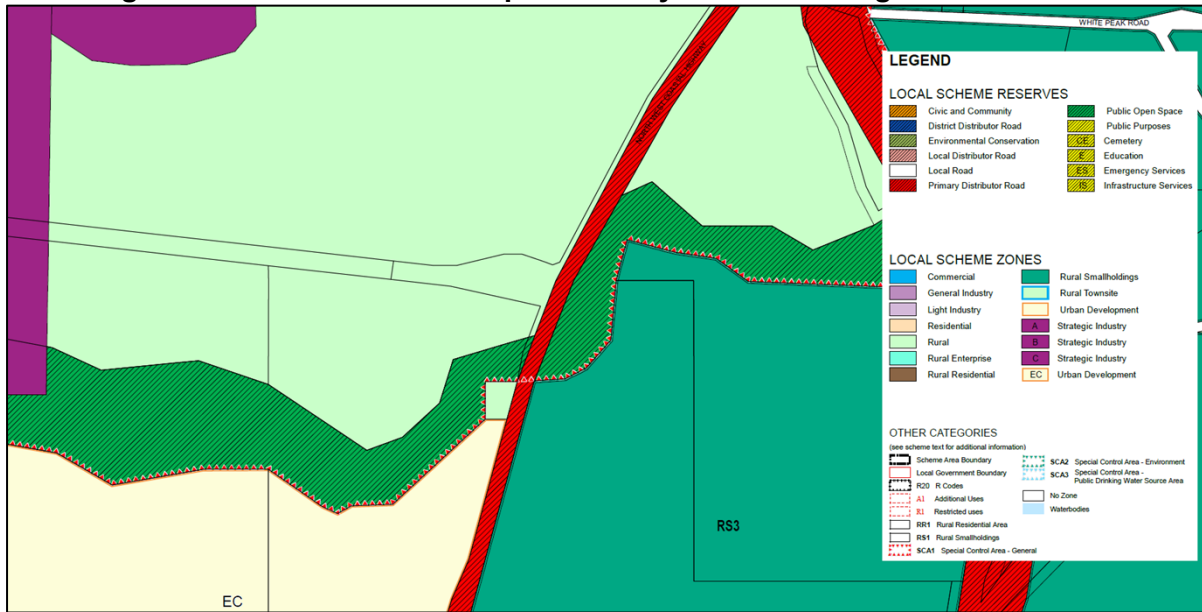 WHITE PEAK ROAD
NORTH WEST COASTAL HIGHWAY
RS3
EC
LEGEND
LOCAL SCHEME RESERVES
Civic and Community
District Distributor Road
Environmental Conservation
Local Distributor Road
Local Road
Primary Distributor Road
Public Open Space
Public Purposes
CE Cemetery
E Education
ES Emergency Services
IS Infrastructure Services
LOCAL SCHEME ZONES
Commercial
General Industry
Light Industry
Residential
Rural
Rural Enterprise
Rural Residential
Rural Smallholdings
Rural Townsite
Urban Development
A Strategic Industry
B Strategic Industry
C Strategic Industry
EC Urban Development
OTHER CATEGORIES
(see scheme text for additional information)
Scheme Area Boundary
Local Government Boundary
R20 R Codes
A1 Additional Uses
R1 Restricted uses
RR1 Rural Residential Area
RS1 Rural Smallholdings
SCA1 Special Control Area - General
SCA2 Special Control Area - Environment
SCA3 Special Control Area -
Public Drinking Water Source Area
No Zone
Waterbodies